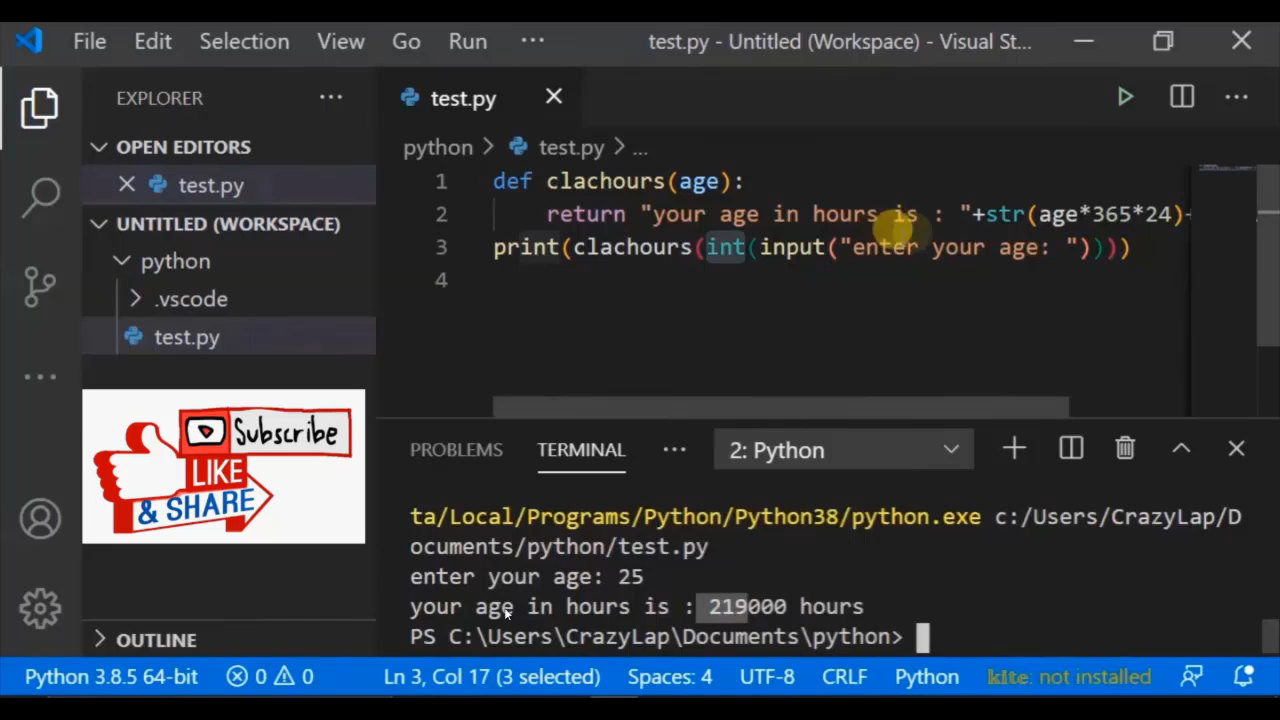 File Edit Selection View Go Run ··· test.py - Untitled (Workspace) - Visual St...
EXPLORER ···
test.py
OPEN EDITORS
python > test.py > ...
test.py
1 def clachours(age):
UNTITLED (WORKSPACE)
2 return "your age in hours is : "+str(age*365*24)+
python
3 print(clachours(int(input("enter your age: "))))
.vscode
4
test.py
Subscribe
LIKE
& SHARE
PROBLEMS TERMINAL ··· 2: Python
ta/Local/Programs/Python/Python38/python.exe c:/Users/CrazyLap/D
ocuments/python/test.py
enter your age: 25
your age in hours is : 219000 hours
PS C:\Users\CrazyLap\Documents\python>
OUTLINE
Python 3.8.5 64-bit 0 0 Ln 3, Col 17 (3 selected) Spaces: 4 UTF-8 CRLF Python kite: not installed